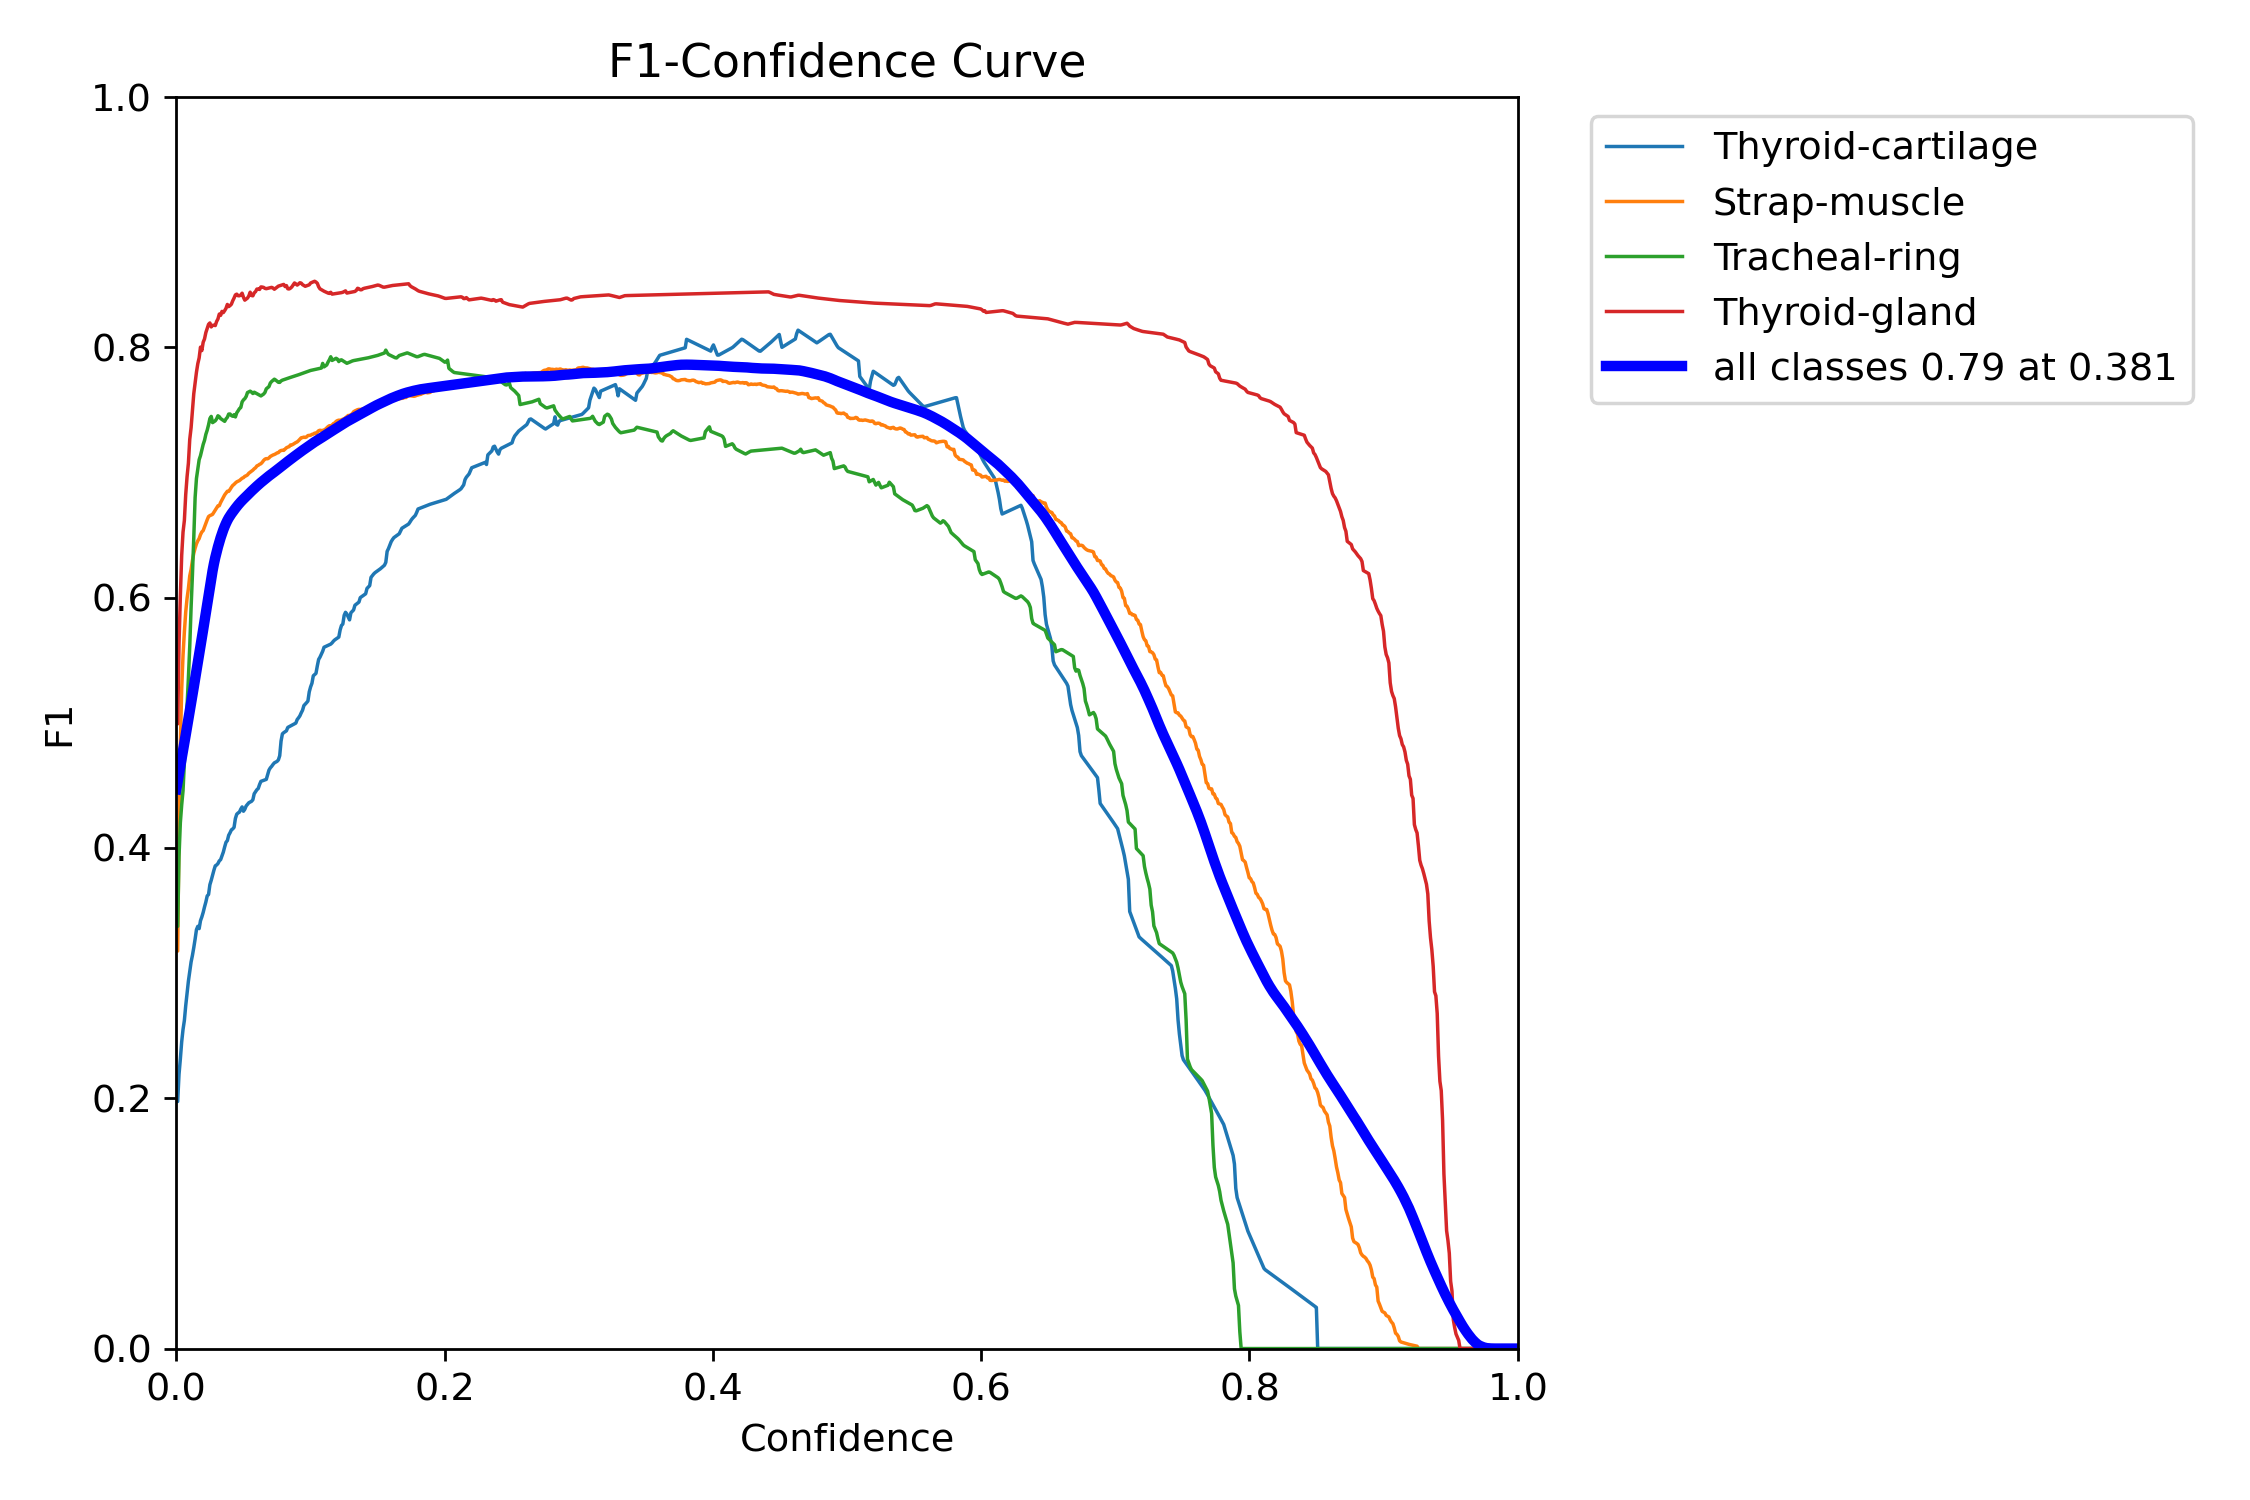 F1-Confidence Curve
1.0
0.8
0.6
0.4
0.2
0.0
F1
0.0 0.2 0.4 0.6 0.8 1.0
Confidence
Thyroid-cartilage
Strap-muscle
Tracheal-ring
Thyroid-gland
all classes 0.79 at 0.381